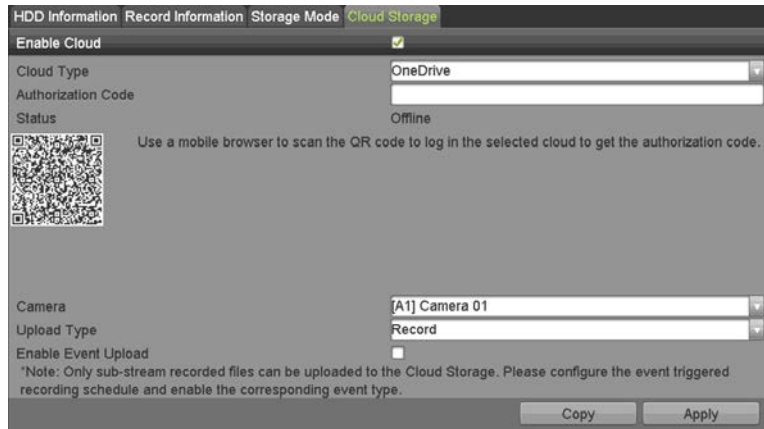 HDD Information Record Information Storage Mode Cloud Storage
Enable Cloud
Cloud Type OneDrive
Authorization Code
Status Offline
Use a mobile browser to scan the QR code to log in the selected cloud to get the authorization code.
Camera [A1] Camera 01
Upload Type Record
Enable Event Upload
*Note: Only sub-stream recorded files can be uploaded to the Cloud Storage. Please configure the event triggered
recording schedule and enable the corresponding event type.
Copy Apply